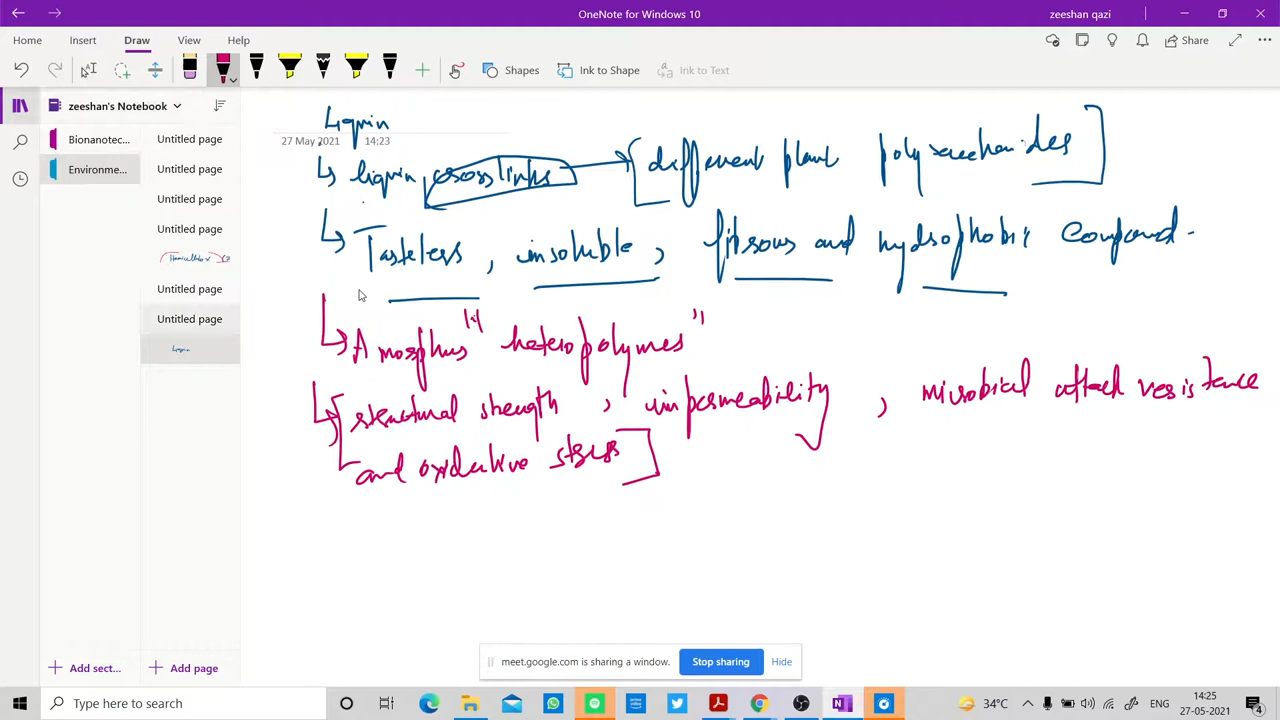 OneNote for Windows 10
zeeshan qazi
Home Insert Draw View Help
Share
Shapes
Ink to Shape
Ink to Text
zeeshan's Notebook
Bionanotec...
Environme...
Untitled page
Untitled page
Untitled page
Untitled page
Untitled page
Untitled page
Lignin
Add sect...
Add page
Lignin
27 May 2021 14:23
Lignin crosslinks different plant polysaccharides
Tasteless, insoluble, fibrous and hydrophobic compound.
Amorphus "heteropolymes"
structural strength, impermeability, microbial attack resistance
and oxidative stress
meet.google.com is sharing a window.
Stop sharing
Hide
Type here to search
34°C
ENG
14:25
27-05-2021
4